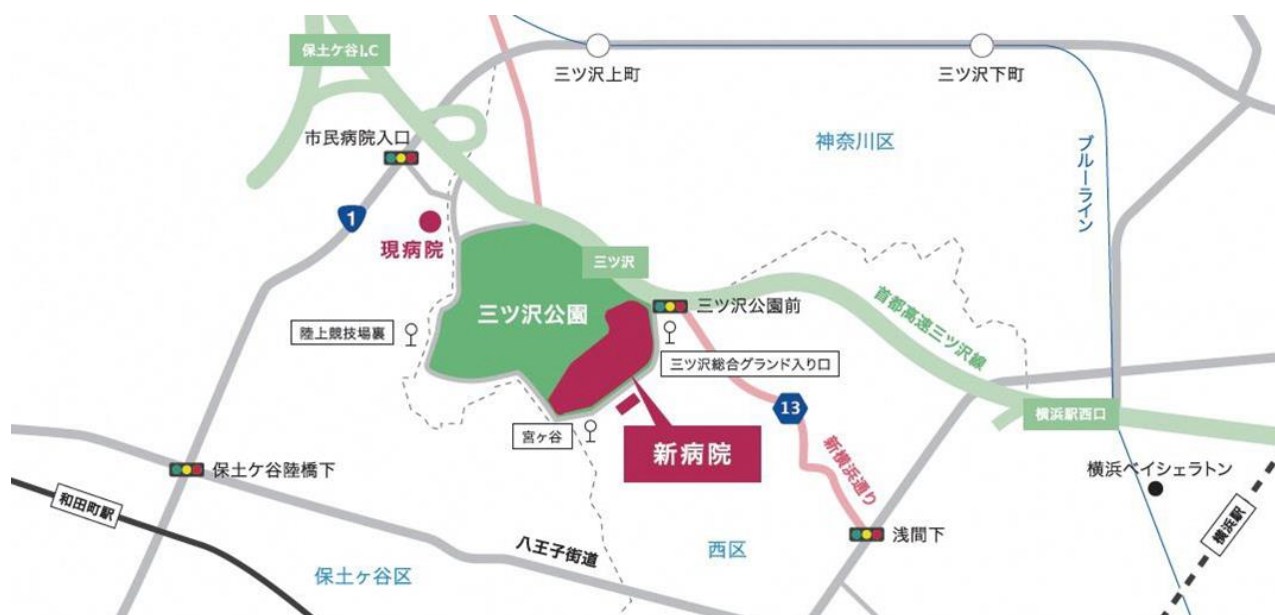 保土ケ谷I.C
三ツ沢上町
三ツ沢下町
市民病院入口
神奈川区
ブルーライン
1
現病院
三ツ沢
三ツ沢公園
三ツ沢公園前
首都高速三ツ沢線
陸上競技場裏
三ツ沢総合グランド入り口
13
横浜駅西口
宮ヶ谷
新病院
新横浜通り
保土ケ谷陸橋下
横浜ベイシェラトン
和田町駅
浅間下
横浜駅
八王子街道
西区
保土ヶ谷区